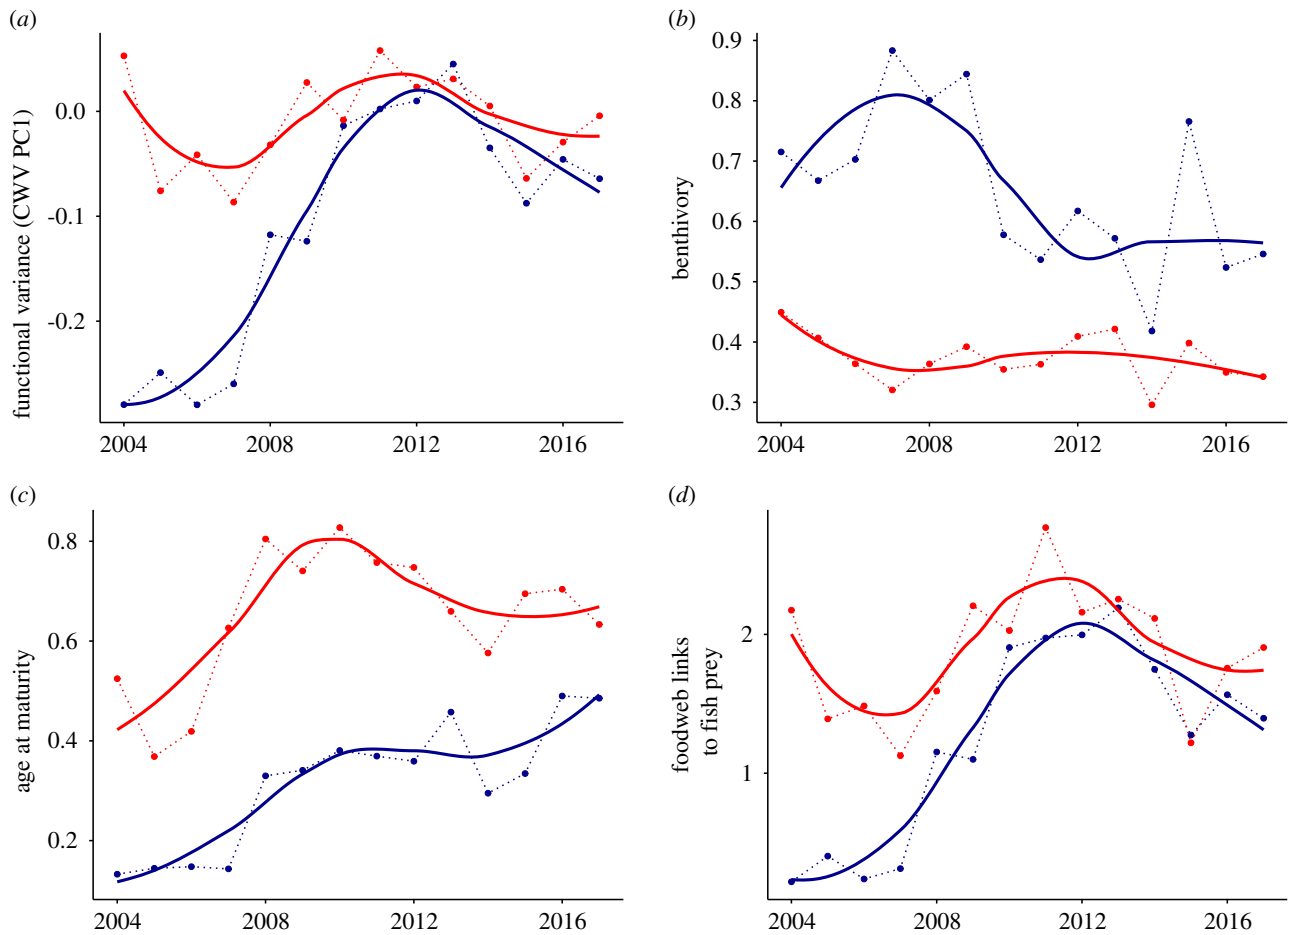 (a)
functional variance (CWV PC1)
0.0
-0.1
-0.2
2004 2008 2012 2016
(b)
benthivory
0.9
0.8
0.7
0.6
0.5
0.4
0.3
2004 2008 2012 2016
(c)
age at maturity
0.8
0.6
0.4
0.2
2004 2008 2012 2016
(d)
foodweb links
to fish prey
2
1
2004 2008 2012 2016